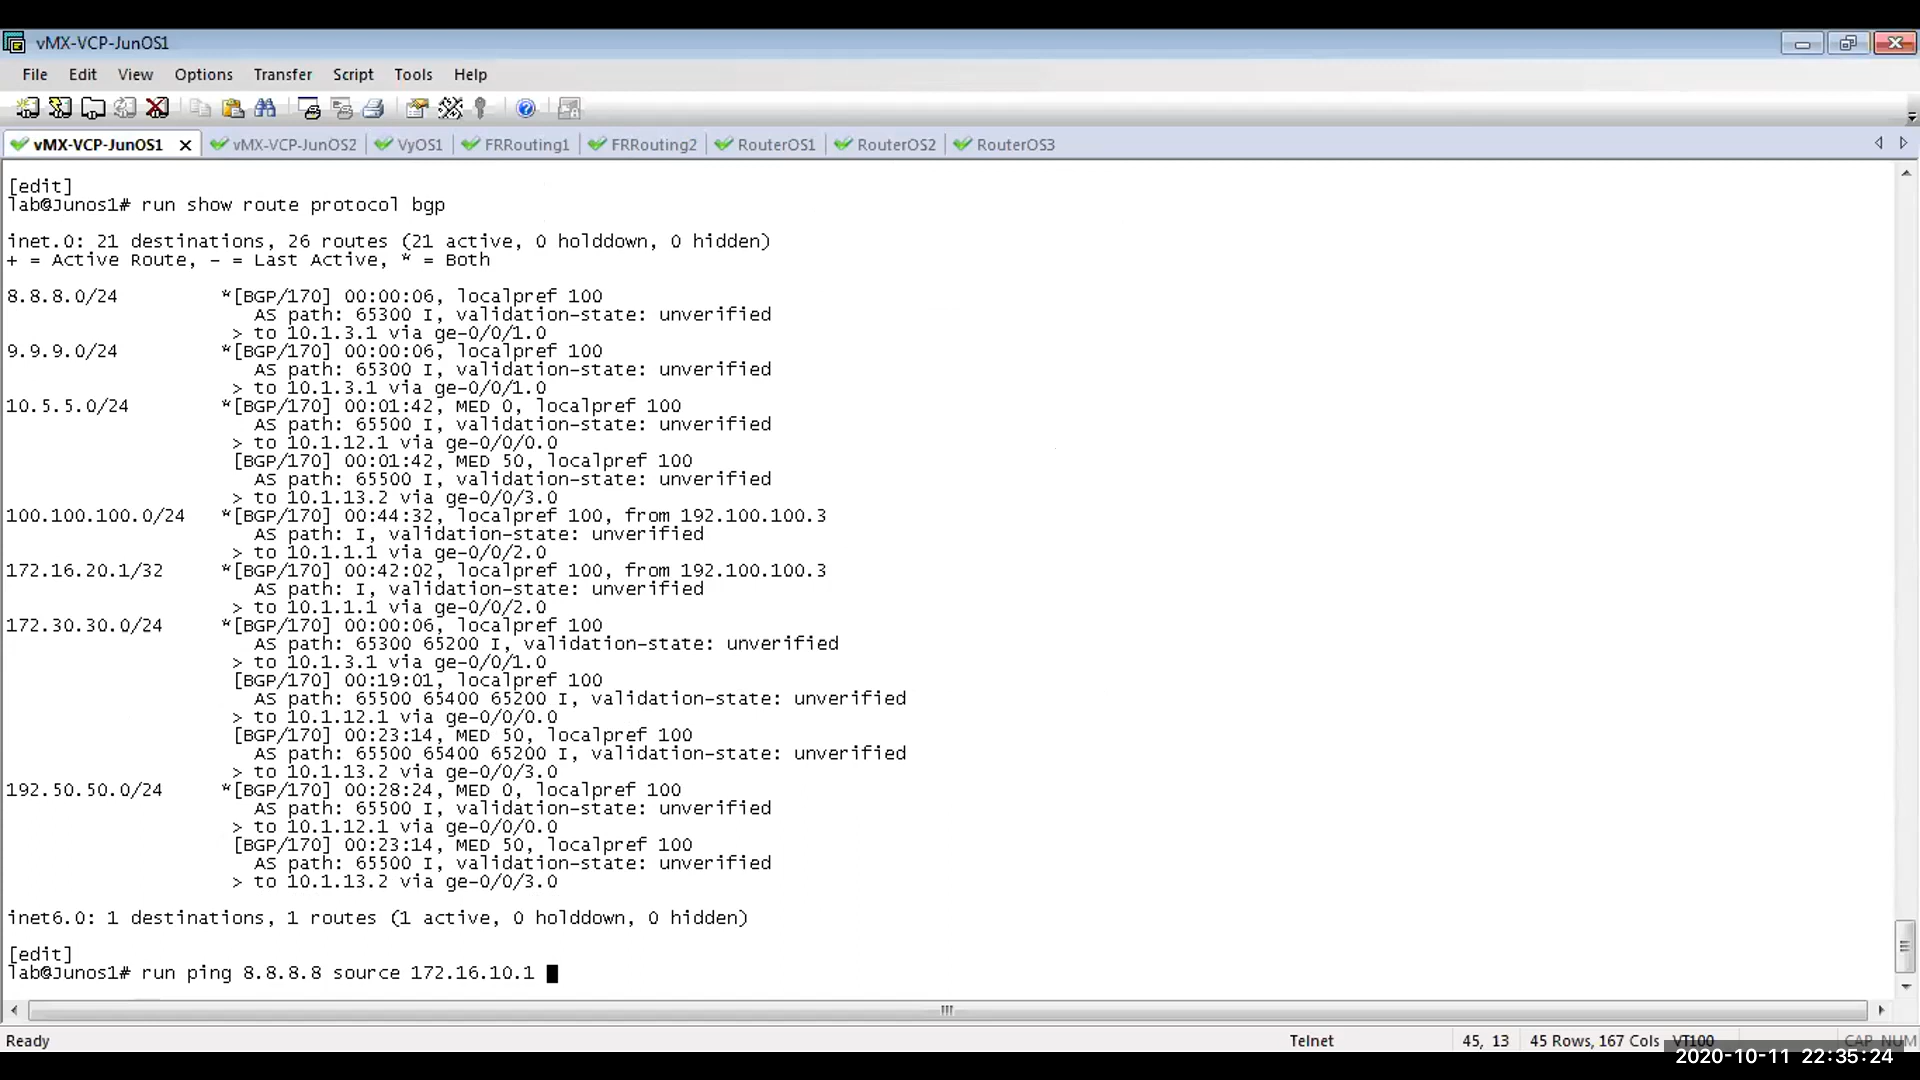 vMX-VCP-JunOS1
File Edit View Options Transfer Script Tools Help
vMX-VCP-JunOS1 vMX-VCP-JunOS2 VyOS1 FRRouting1 FRRouting2 RouterOS1 RouterOS2 RouterOS3
[edit]
lab@Junos1# run show route protocol bgp
inet.0: 21 destinations, 26 routes (21 active, 0 holddown, 0 hidden)
+ = Active Route, - = Last Active, * = Both
8.8.8.0/24 *[BGP/170] 00:00:06, localpref 100
AS path: 65300 I, validation-state: unverified
> to 10.1.3.1 via ge-0/0/1.0
9.9.9.0/24 *[BGP/170] 00:00:06, localpref 100
AS path: 65300 I, validation-state: unverified
> to 10.1.3.1 via ge-0/0/1.0
10.5.5.0/24 *[BGP/170] 00:01:42, MED 0, localpref 100
AS path: 65500 I, validation-state: unverified
> to 10.1.12.1 via ge-0/0/0.0
[BGP/170] 00:01:42, MED 50, localpref 100
AS path: 65500 I, validation-state: unverified
> to 10.1.13.2 via ge-0/0/3.0
100.100.100.0/24 *[BGP/170] 00:44:32, localpref 100, from 192.100.100.3
AS path: I, validation-state: unverified
> to 10.1.1.1 via ge-0/0/2.0
172.16.20.1/32 *[BGP/170] 00:42:02, localpref 100, from 192.100.100.3
AS path: I, validation-state: unverified
> to 10.1.1.1 via ge-0/0/2.0
172.30.30.0/24 *[BGP/170] 00:00:06, localpref 100
AS path: 65300 65200 I, validation-state: unverified
> to 10.1.3.1 via ge-0/0/1.0
[BGP/170] 00:19:01, localpref 100
AS path: 65500 65400 65200 I, validation-state: unverified
> to 10.1.12.1 via ge-0/0/0.0
[BGP/170] 00:23:14, MED 50, localpref 100
AS path: 65500 65400 65200 I, validation-state: unverified
> to 10.1.13.2 via ge-0/0/3.0
192.50.50.0/24 *[BGP/170] 00:28:24, MED 0, localpref 100
AS path: 65500 I, validation-state: unverified
> to 10.1.12.1 via ge-0/0/0.0
[BGP/170] 00:23:14, MED 50, localpref 100
AS path: 65500 I, validation-state: unverified
> to 10.1.13.2 via ge-0/0/3.0
inet6.0: 1 destinations, 1 routes (1 active, 0 holddown, 0 hidden)
[edit]
lab@Junos1# run ping 8.8.8.8 source 172.16.10.1
Ready Telnet 45, 13 45 Rows, 167 Cols VT100 CAP NUM
2020-10-11 22:35:24